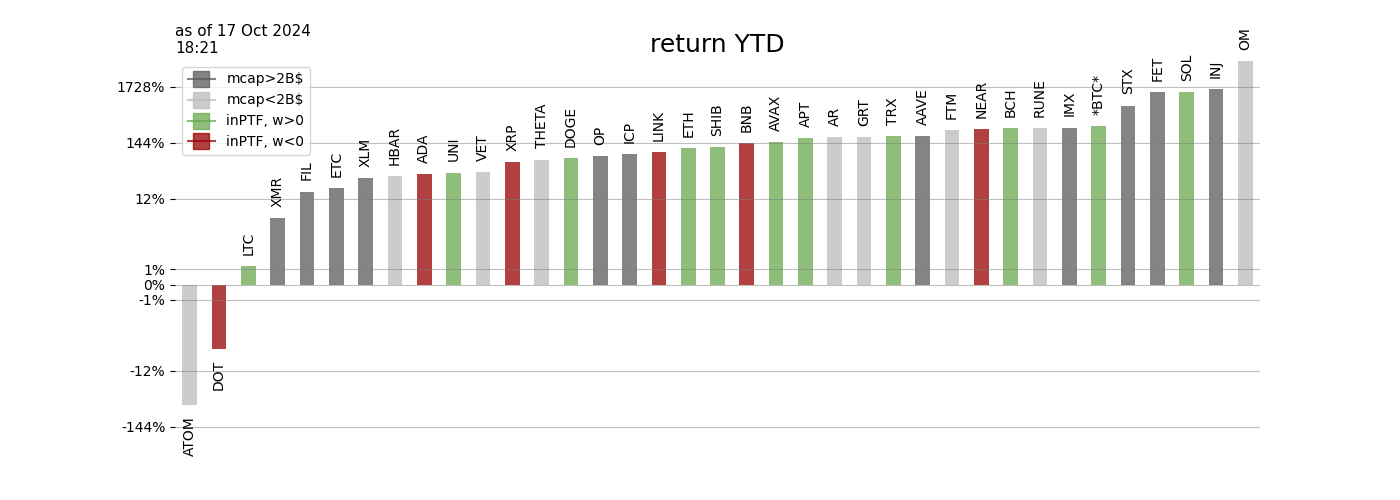 as of 17 Oct 2024
18:21
return YTD
mcap>2B$
mcap<2B$
inPTF, w>0
inPTF, w<0
1728%
144%
12%
1%
0%
-1%
-12%
-144%
ATOM
DOT
LTC
XMR
FIL
ETC
XLM
HBAR
ADA
UNI
VET
XRP
THETA
DOGE
OP
ICP
LINK
ETH
SHIB
BNB
AVAX
APT
AR
GRT
TRX
AAVE
FTM
NEAR
BCH
RUNE
IMX
*BTC*
STX
FET
SOL
INJ
OM